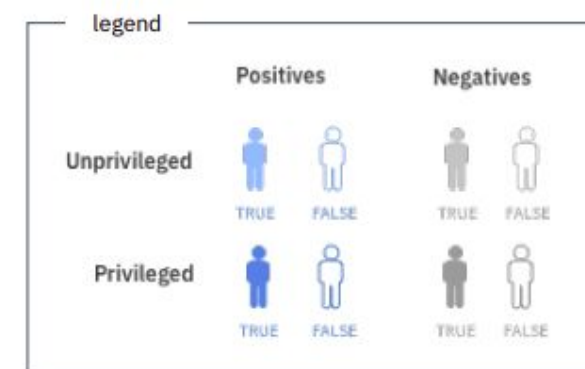 legend
Positives Negatives
Unprivileged
TRUE FALSE TRUE FALSE
Privileged
TRUE FALSE TRUE FALSE